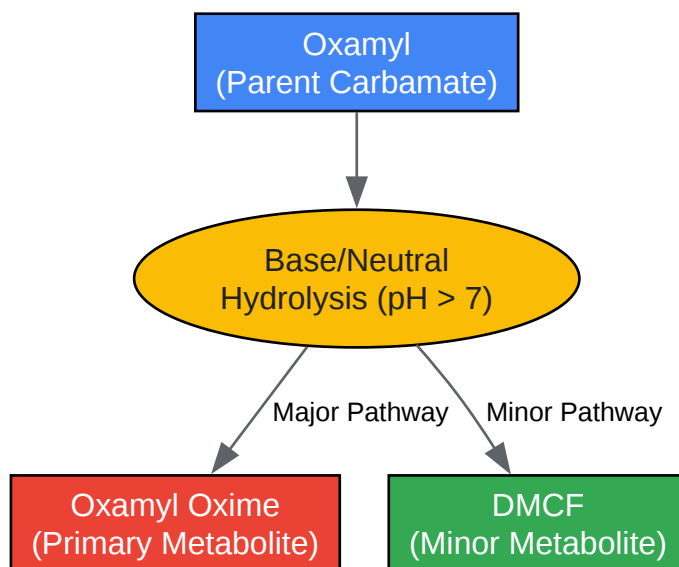 Oxamyl
(Parent Carbamate)
Base/Neutral
Hydrolysis (pH > 7)
Major Pathway
Minor Pathway
Oxamyl Oxime
(Primary Metabolite)
DMCF
(Minor Metabolite)